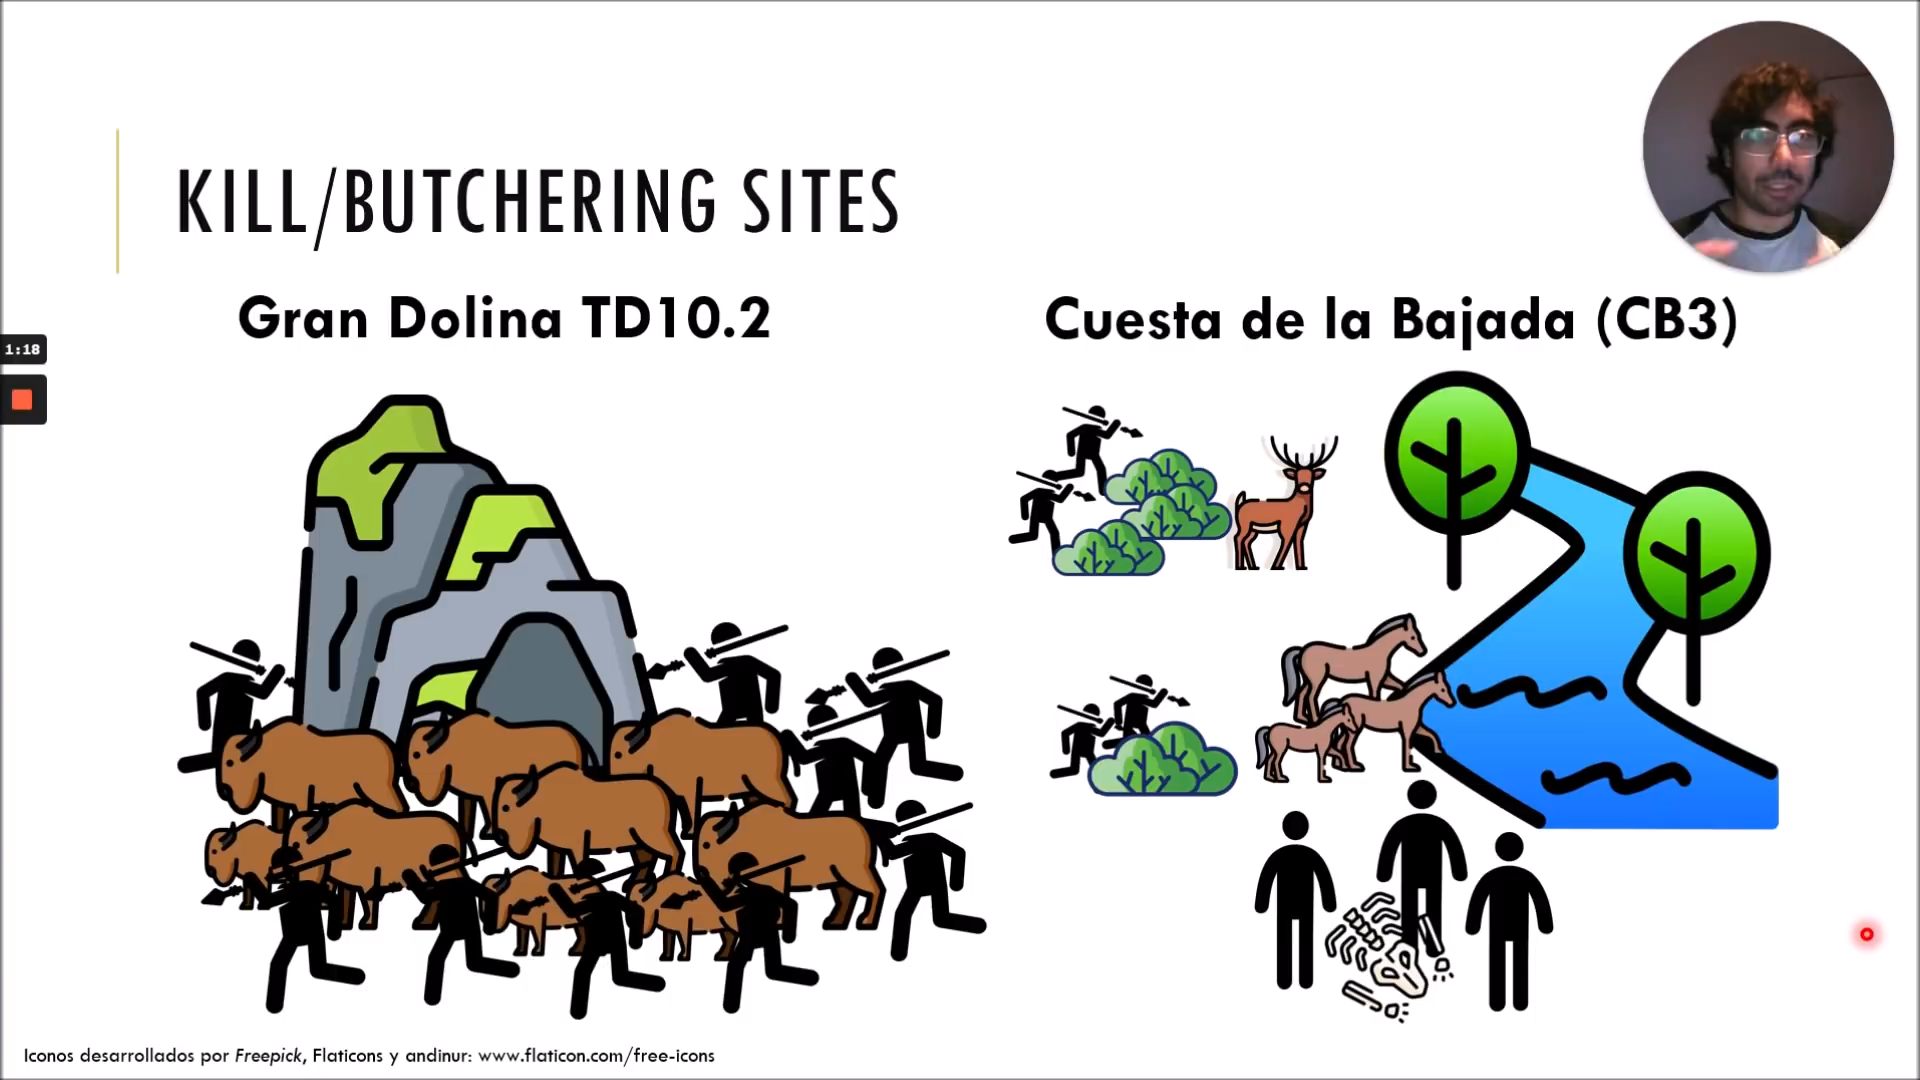 KILL/BUTCHERING SITES
Gran Dolina TD10.2
Cuesta de la Bajada (CB3)
1:18
Iconos desarrollados por Freepick, Flaticons y andinur: www.flaticon.com/free-icons